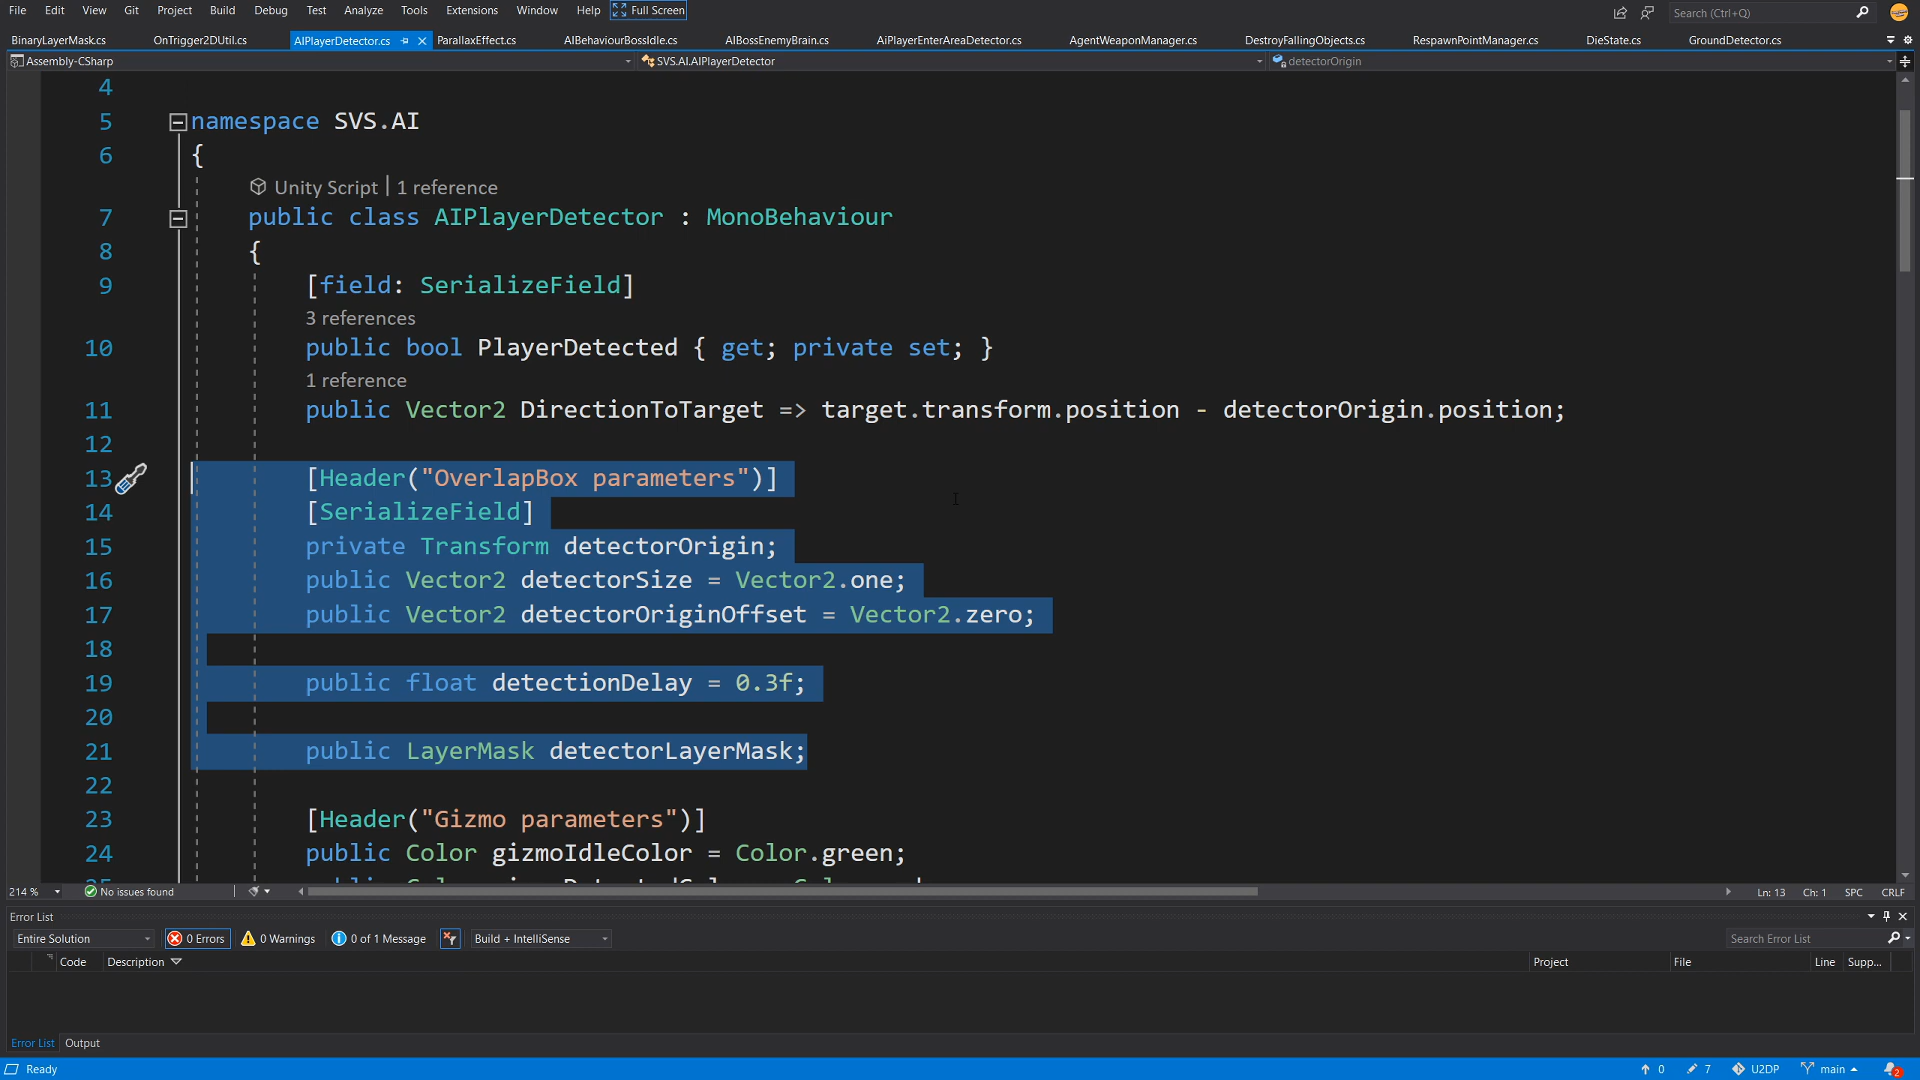 File Edit View Git Project Build Debug Test Analyze Tools Extensions Window Help Full Screen Search (Ctrl+Q)
BinaryLayerMask.cs OnTrigger2DUtil.cs AIPlayerDetector.cs ParallaxEffect.cs AIBehaviourBossIdle.cs AIBossEnemyBrain.cs AiPlayerEnterAreaDetector.cs AgentWeaponManager.cs DestroyFallingObjects.cs RespawnPointManager.cs DieState.cs GroundDetector.cs
Assembly-CSharp SVS.AI.AIPlayerDetector detectorOrigin
4
5 namespace SVS.AI
6 {
Unity Script | 1 reference
7 public class AIPlayerDetector : MonoBehaviour
8 {
9 [field: SerializeField]
3 references
10 public bool PlayerDetected { get; private set; }
1 reference
11 public Vector2 DirectionToTarget => target.transform.position - detectorOrigin.position;
12
13 [Header("OverlapBox parameters")]
14 [SerializeField]
15 private Transform detectorOrigin;
16 public Vector2 detectorSize = Vector2.one;
17 public Vector2 detectorOriginOffset = Vector2.zero;
18
19 public float detectionDelay = 0.3f;
20
21 public LayerMask detectorLayerMask;
22
23 [Header("Gizmo parameters")]
24 public Color gizmoIdleColor = Color.green;
214 % No issues found Ln: 13 Ch: 1 SPC CRLF
Error List
Entire Solution 0 Errors 0 Warnings 0 of 1 Message Build + IntelliSense Search Error List
Code Description Project File Line Supp...
Error List Output
Ready 0 7 U2DP main 2